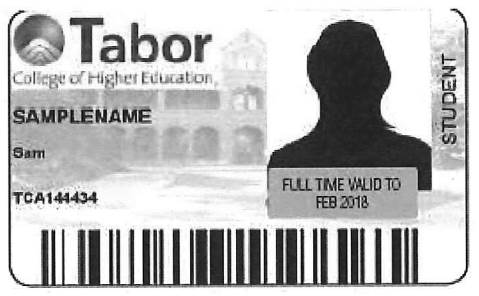 Tabor
College of Higher Education
SAMPLENAME
Sam
TCA144434
STUDENT
FULL TIME VALID TO
FEB 2018